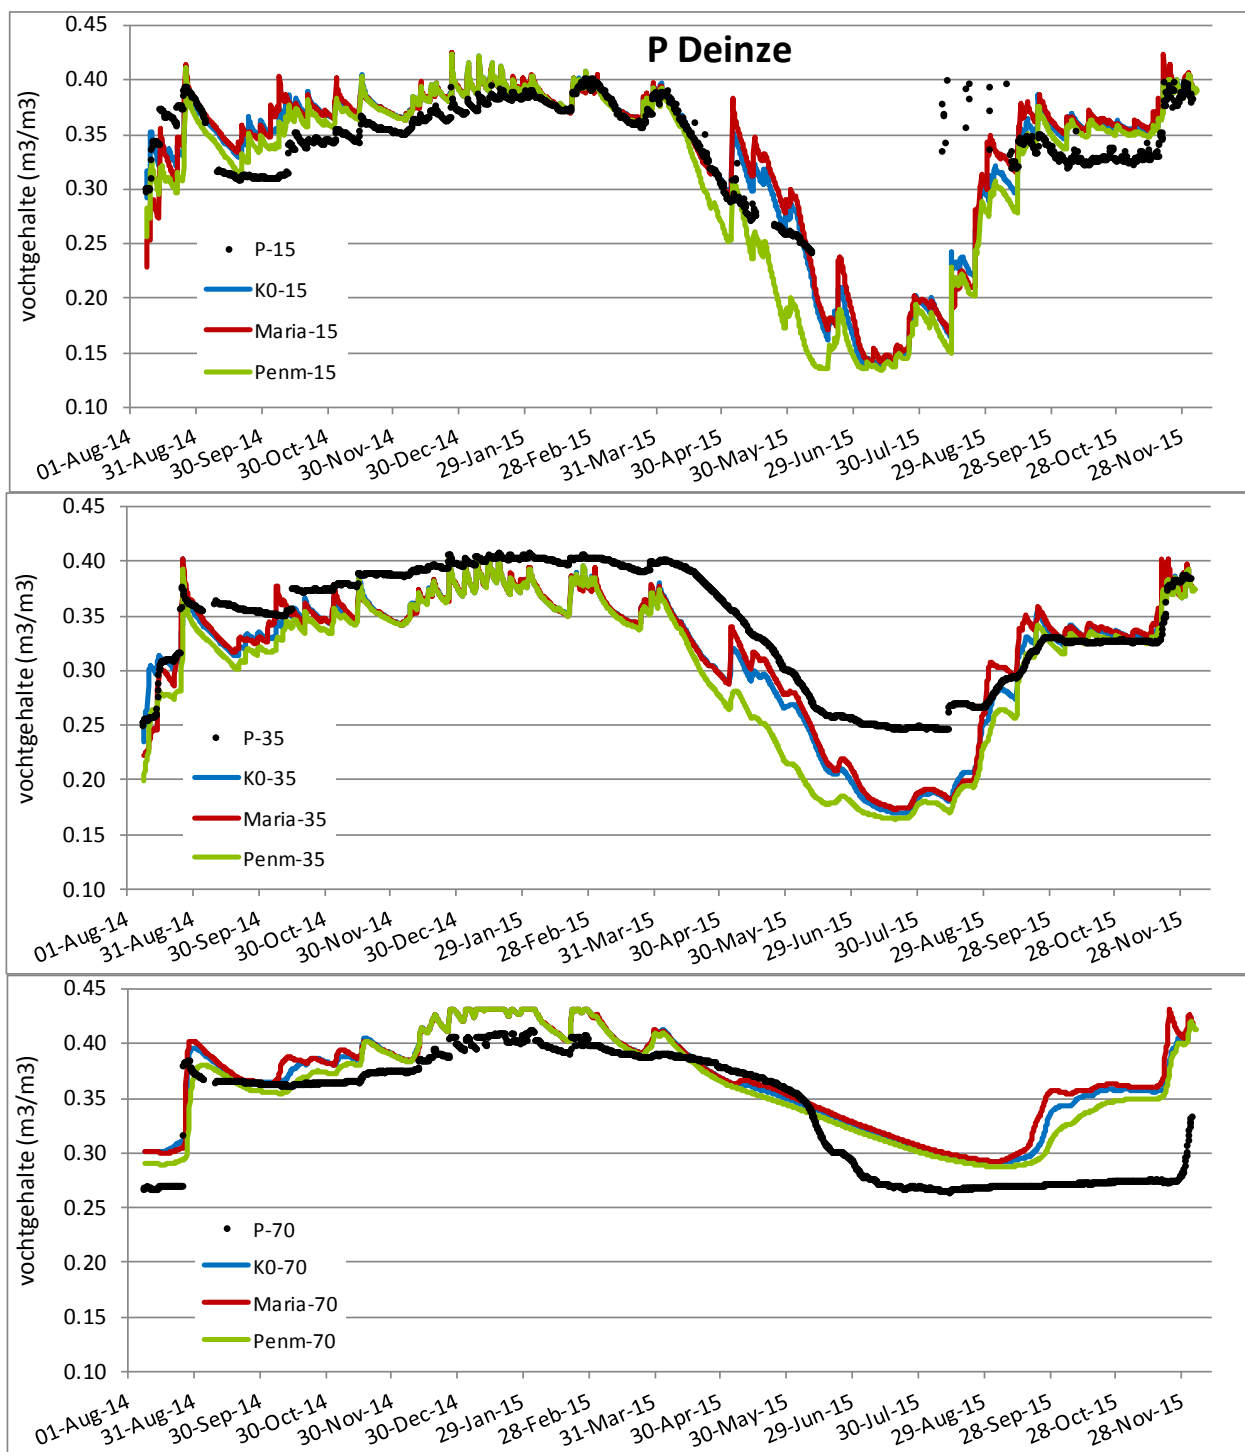 P Deinze
0.45
0.40
0.35
0.30
0.25
0.20
0.15
0.10
vochtgehalte (m3/m3)
P-15
K0-15
Maria-15
Penm-15
01-Aug-14
31-Aug-14
30-Sep-14
30-Oct-14
30-Nov-14
30-Dec-14
29-Jan-15
28-Feb-15
31-Mar-15
30-Apr-15
30-May-15
29-Jun-15
30-Jul-15
29-Aug-15
28-Sep-15
28-Oct-15
28-Nov-15
0.45
0.40
0.35
0.30
0.25
0.20
0.15
0.10
vochtgehalte (m3/m3)
P-35
K0-35
Maria-35
Penm-35
01-Aug-14
31-Aug-14
30-Sep-14
30-Oct-14
30-Nov-14
30-Dec-14
29-Jan-15
28-Feb-15
31-Mar-15
30-Apr-15
30-May-15
29-Jun-15
30-Jul-15
29-Aug-15
28-Sep-15
28-Oct-15
28-Nov-15
0.45
0.40
0.35
0.30
0.25
0.20
0.15
0.10
vochtgehalte (m3/m3)
P-70
K0-70
Maria-70
Penm-70
01-Aug-14
31-Aug-14
30-Sep-14
30-Oct-14
30-Nov-14
30-Dec-14
29-Jan-15
28-Feb-15
31-Mar-15
30-Apr-15
30-May-15
29-Jun-15
30-Jul-15
29-Aug-15
28-Sep-15
28-Oct-15
28-Nov-15